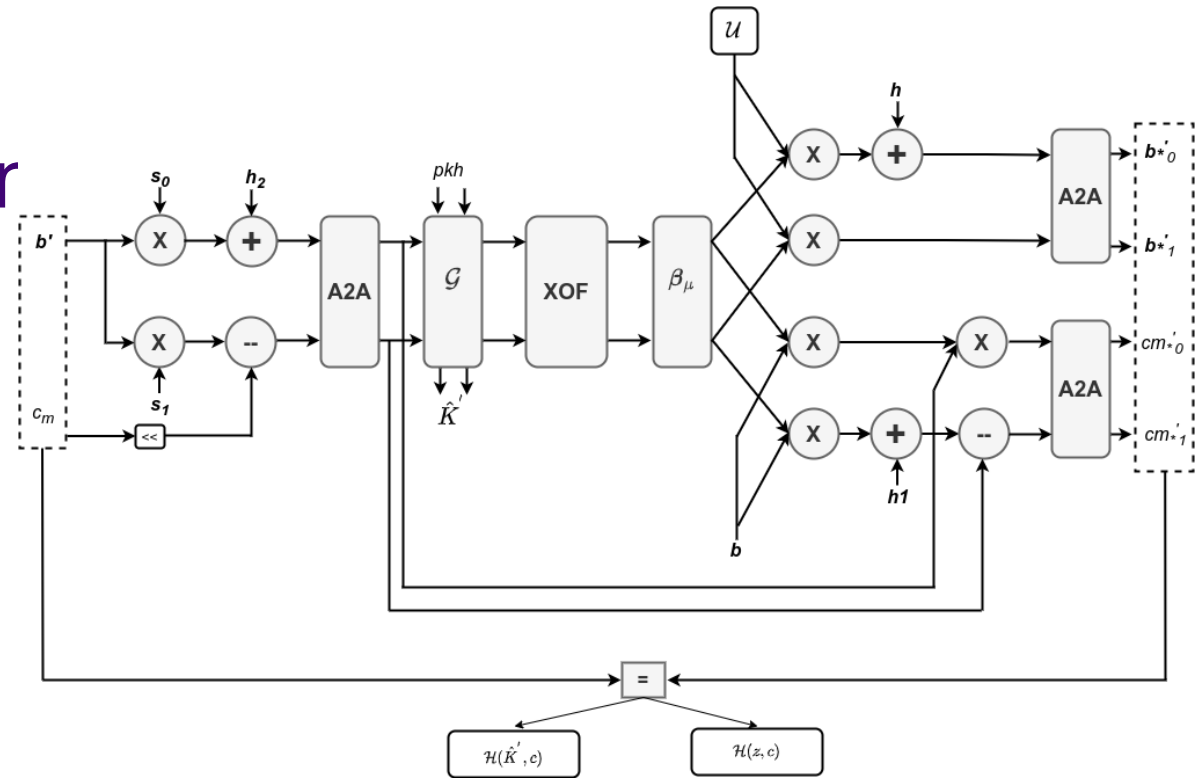 r
𝒰
h
X
+
A2A
b*'0
b*'1
s0
h2
pkh
b'
X
+
A2A
𝒢
XOF
βμ
X
X
--
s1
cm
<<
K̂'
X
X
A2A
cm*'0
cm*'1
X
+
--
h1
b
=
ℋ(K̂', c)
ℋ(z, c)